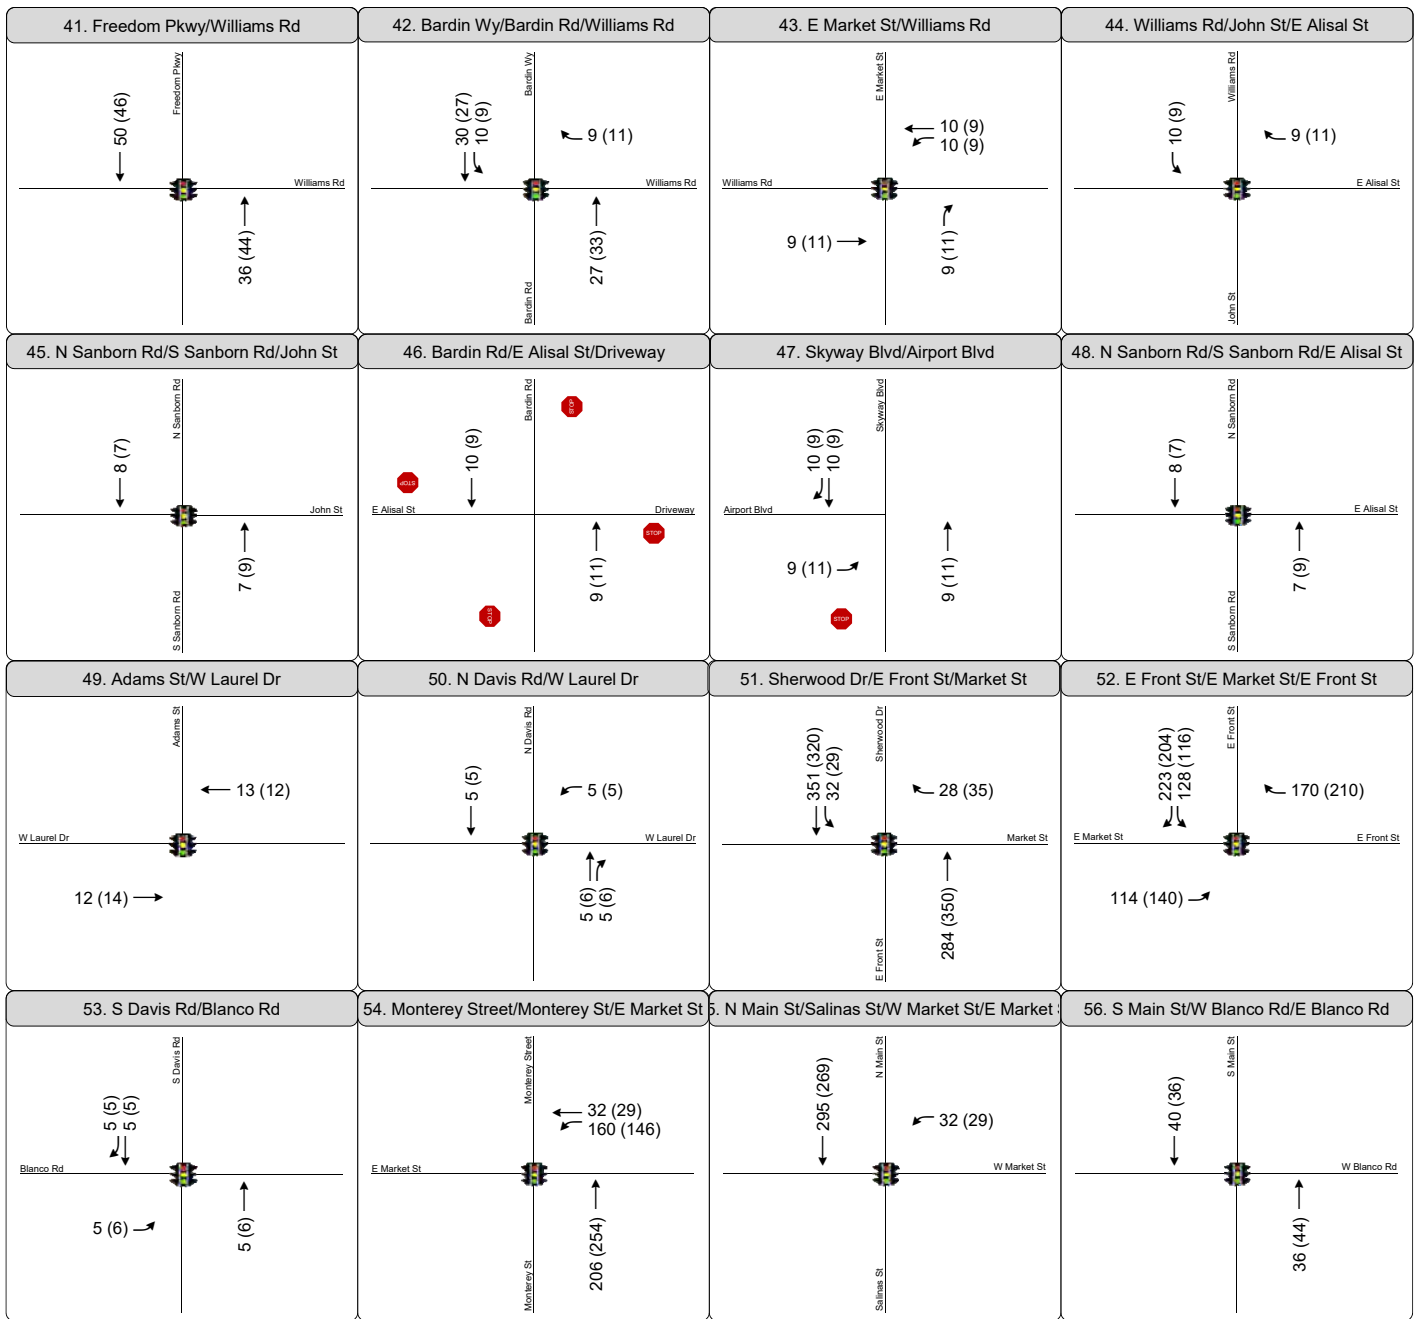 41. Freedom Pkwy/Williams Rd
Freedom Pkwy
50 (46)
Williams Rd
36 (44)
42. Bardin Wy/Bardin Rd/Williams Rd
Bardin Wy
30 (27)
10 (9)
9 (11)
Williams Rd
27 (33)
Bardin Rd
43. E Market St/Williams Rd
E Market St
10 (9)
10 (9)
Williams Rd
9 (11)
9 (11)
44. Williams Rd/John St/E Alisal St
Williams Rd
10 (9)
9 (11)
E Alisal St
John St
45. N Sanborn Rd/S Sanborn Rd/John St
N Sanborn Rd
8 (7)
John St
7 (9)
S Sanborn Rd
46. Bardin Rd/E Alisal St/Driveway
Bardin Rd
STOP
10 (9)
STOP
E Alisal St
Driveway
STOP
9 (11)
STOP
47. Skyway Blvd/Airport Blvd
Skyway Blvd
10 (9)
10 (9)
Airport Blvd
9 (11)
9 (11)
STOP
48. N Sanborn Rd/S Sanborn Rd/E Alisal St
N Sanborn Rd
8 (7)
E Alisal St
7 (9)
S Sanborn Rd
49. Adams St/W Laurel Dr
Adams St
13 (12)
W Laurel Dr
12 (14)
50. N Davis Rd/W Laurel Dr
N Davis Rd
5 (5)
5 (5)
W Laurel Dr
5 (6)
5 (6)
51. Sherwood Dr/E Front St/Market St
Sherwood Dr
351 (320)
32 (29)
28 (35)
Market St
284 (350)
E Front St
52. E Front St/E Market St/E Front St
E Front St
223 (204)
128 (116)
170 (210)
E Market St
E Front St
114 (140)
53. S Davis Rd/Blanco Rd
S Davis Rd
5 (5)
5 (5)
Blanco Rd
5 (6)
5 (6)
54. Monterey Street/Monterey St/E Market St
Monterey Street
32 (29)
160 (146)
E Market St
206 (254)
Monterey St
5. N Main St/Salinas St/W Market St/E Market
N Main St
295 (269)
32 (29)
W Market St
Salinas St
56. S Main St/W Blanco Rd/E Blanco Rd
S Main St
40 (36)
W Blanco Rd
36 (44)